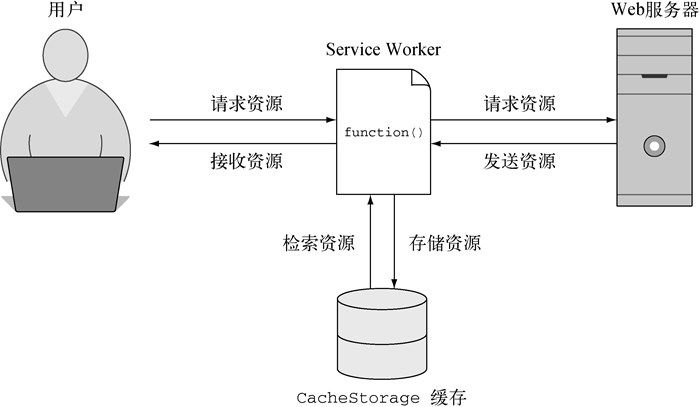 用户
Web服务器
Service Worker
请求资源
请求资源
function()
接收资源
发送资源
检索资源
存储资源
CacheStorage 缓存